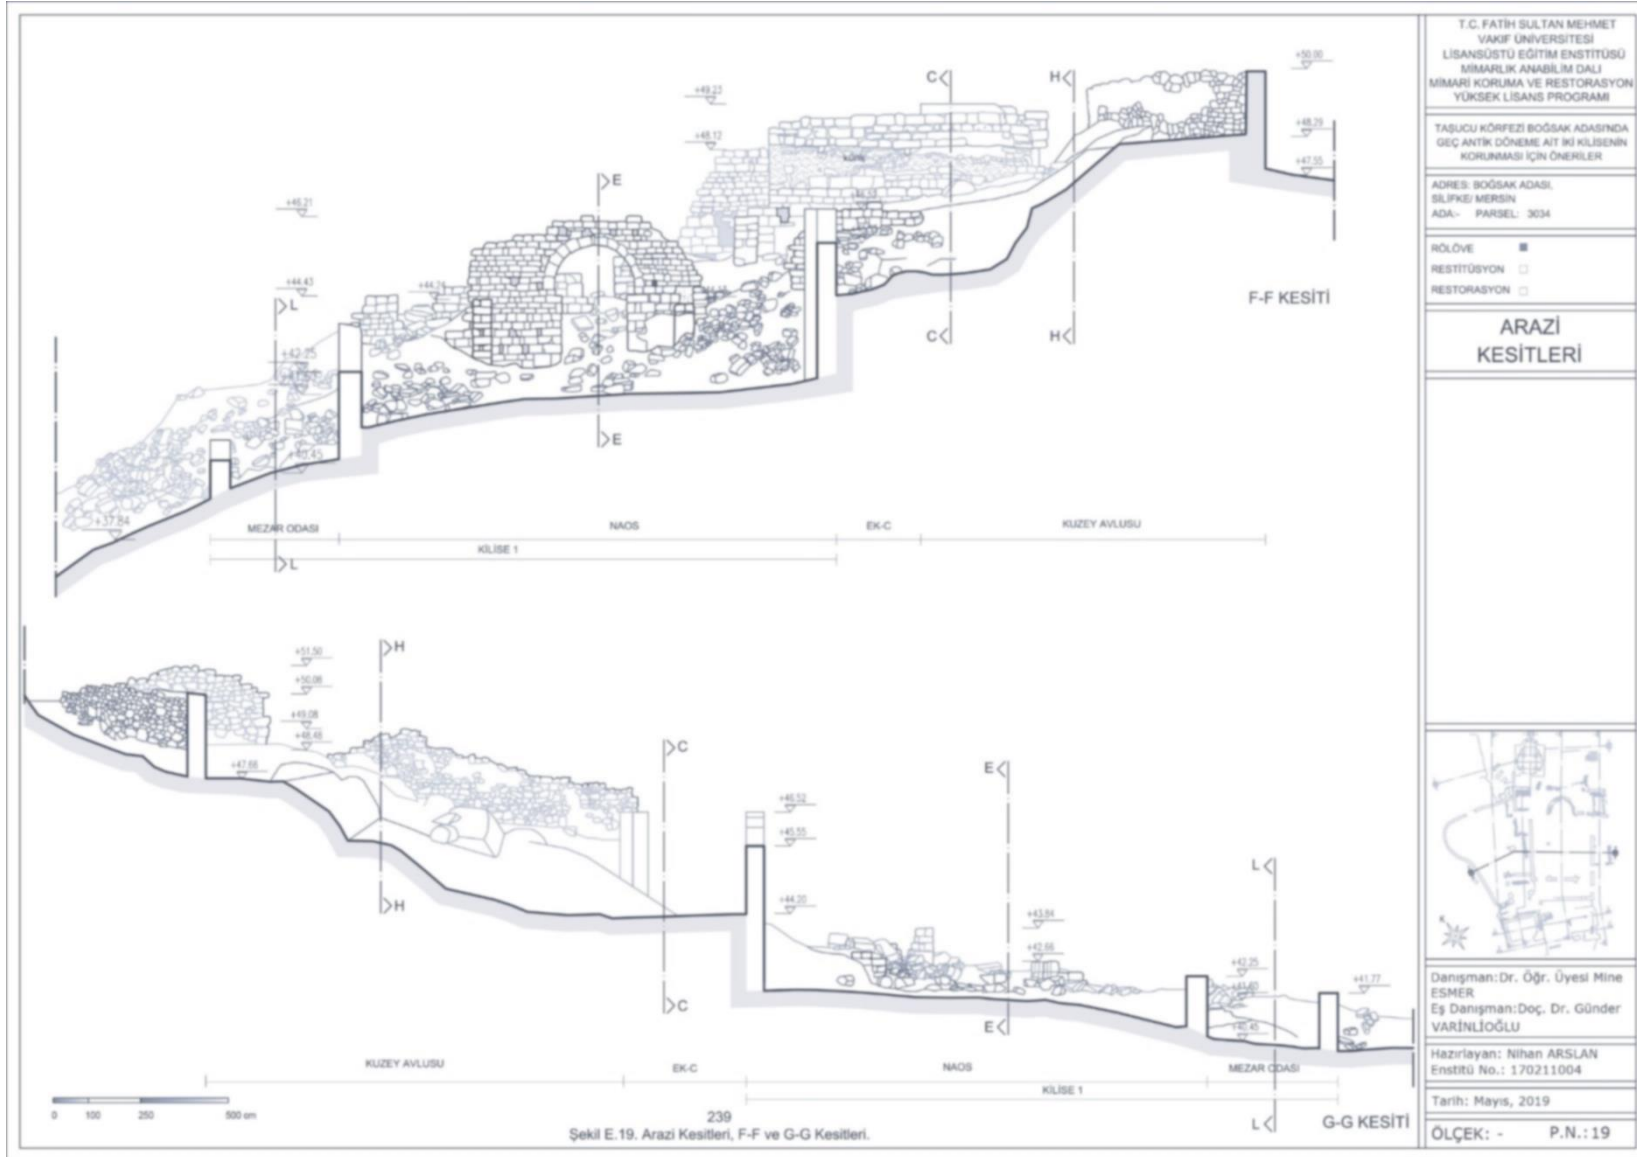 +50.00
C
H
+49.23
+48.12
+48.29
+47.55
E
+46.21
+44.43
+44.74
L
+42.25
+40.45
+37.84
C
H
E
L
F-F KESİTİ
MEZAR ODASI
NAOS
EK-C
KUZEY AVLUSU
KİLİSE 1
H
+51.50
+50.08
+49.08
+48.48
+47.66
C
E
+46.52
+45.55
+44.20
+43.84
+42.66
L
+42.25
+41.77
H
C
E
KUZEY AVLUSU
EK-C
NAOS
MEZAR ODASI
KİLİSE 1
L
G-G KESİTİ
0 100 250 500 cm
239
Şekil E.19. Arazi Kesitleri, F-F ve G-G Kesitleri.
T.C. FATİH SULTAN MEHMET
VAKIF ÜNİVERSİTESİ
LİSANSÜSTÜ EĞİTİM ENSTİTÜSÜ
MİMARLIK ANABİLİM DALI
MİMARİ KORUMA VE RESTORASYON
YÜKSEK LİSANS PROGRAMI
TAŞUCU KÖRFEZİ BOĞSAK ADASI'NDA
GEÇ ANTİK DÖNEME AİT İKİ KİLİSENİN
KORUNMASI İÇİN ÖNERİLER
ADRES: BOĞSAK ADASI,
SİLİFKE/ MERSİN
ADA:- PARSEL: 3034
RÖLÖVE
RESTİTÜSYON
RESTORASYON
ARAZİ
KESİTLERİ
K
Danışman:Dr. Öğr. Üyesi Mine
ESMER
Eş Danışman:Doç. Dr. Günder
VARİNLİOĞLU
Hazırlayan: Nihan ARSLAN
Enstitü No.: 170211004
Tarih: Mayıs, 2019
ÖLÇEK: - P.N.:19